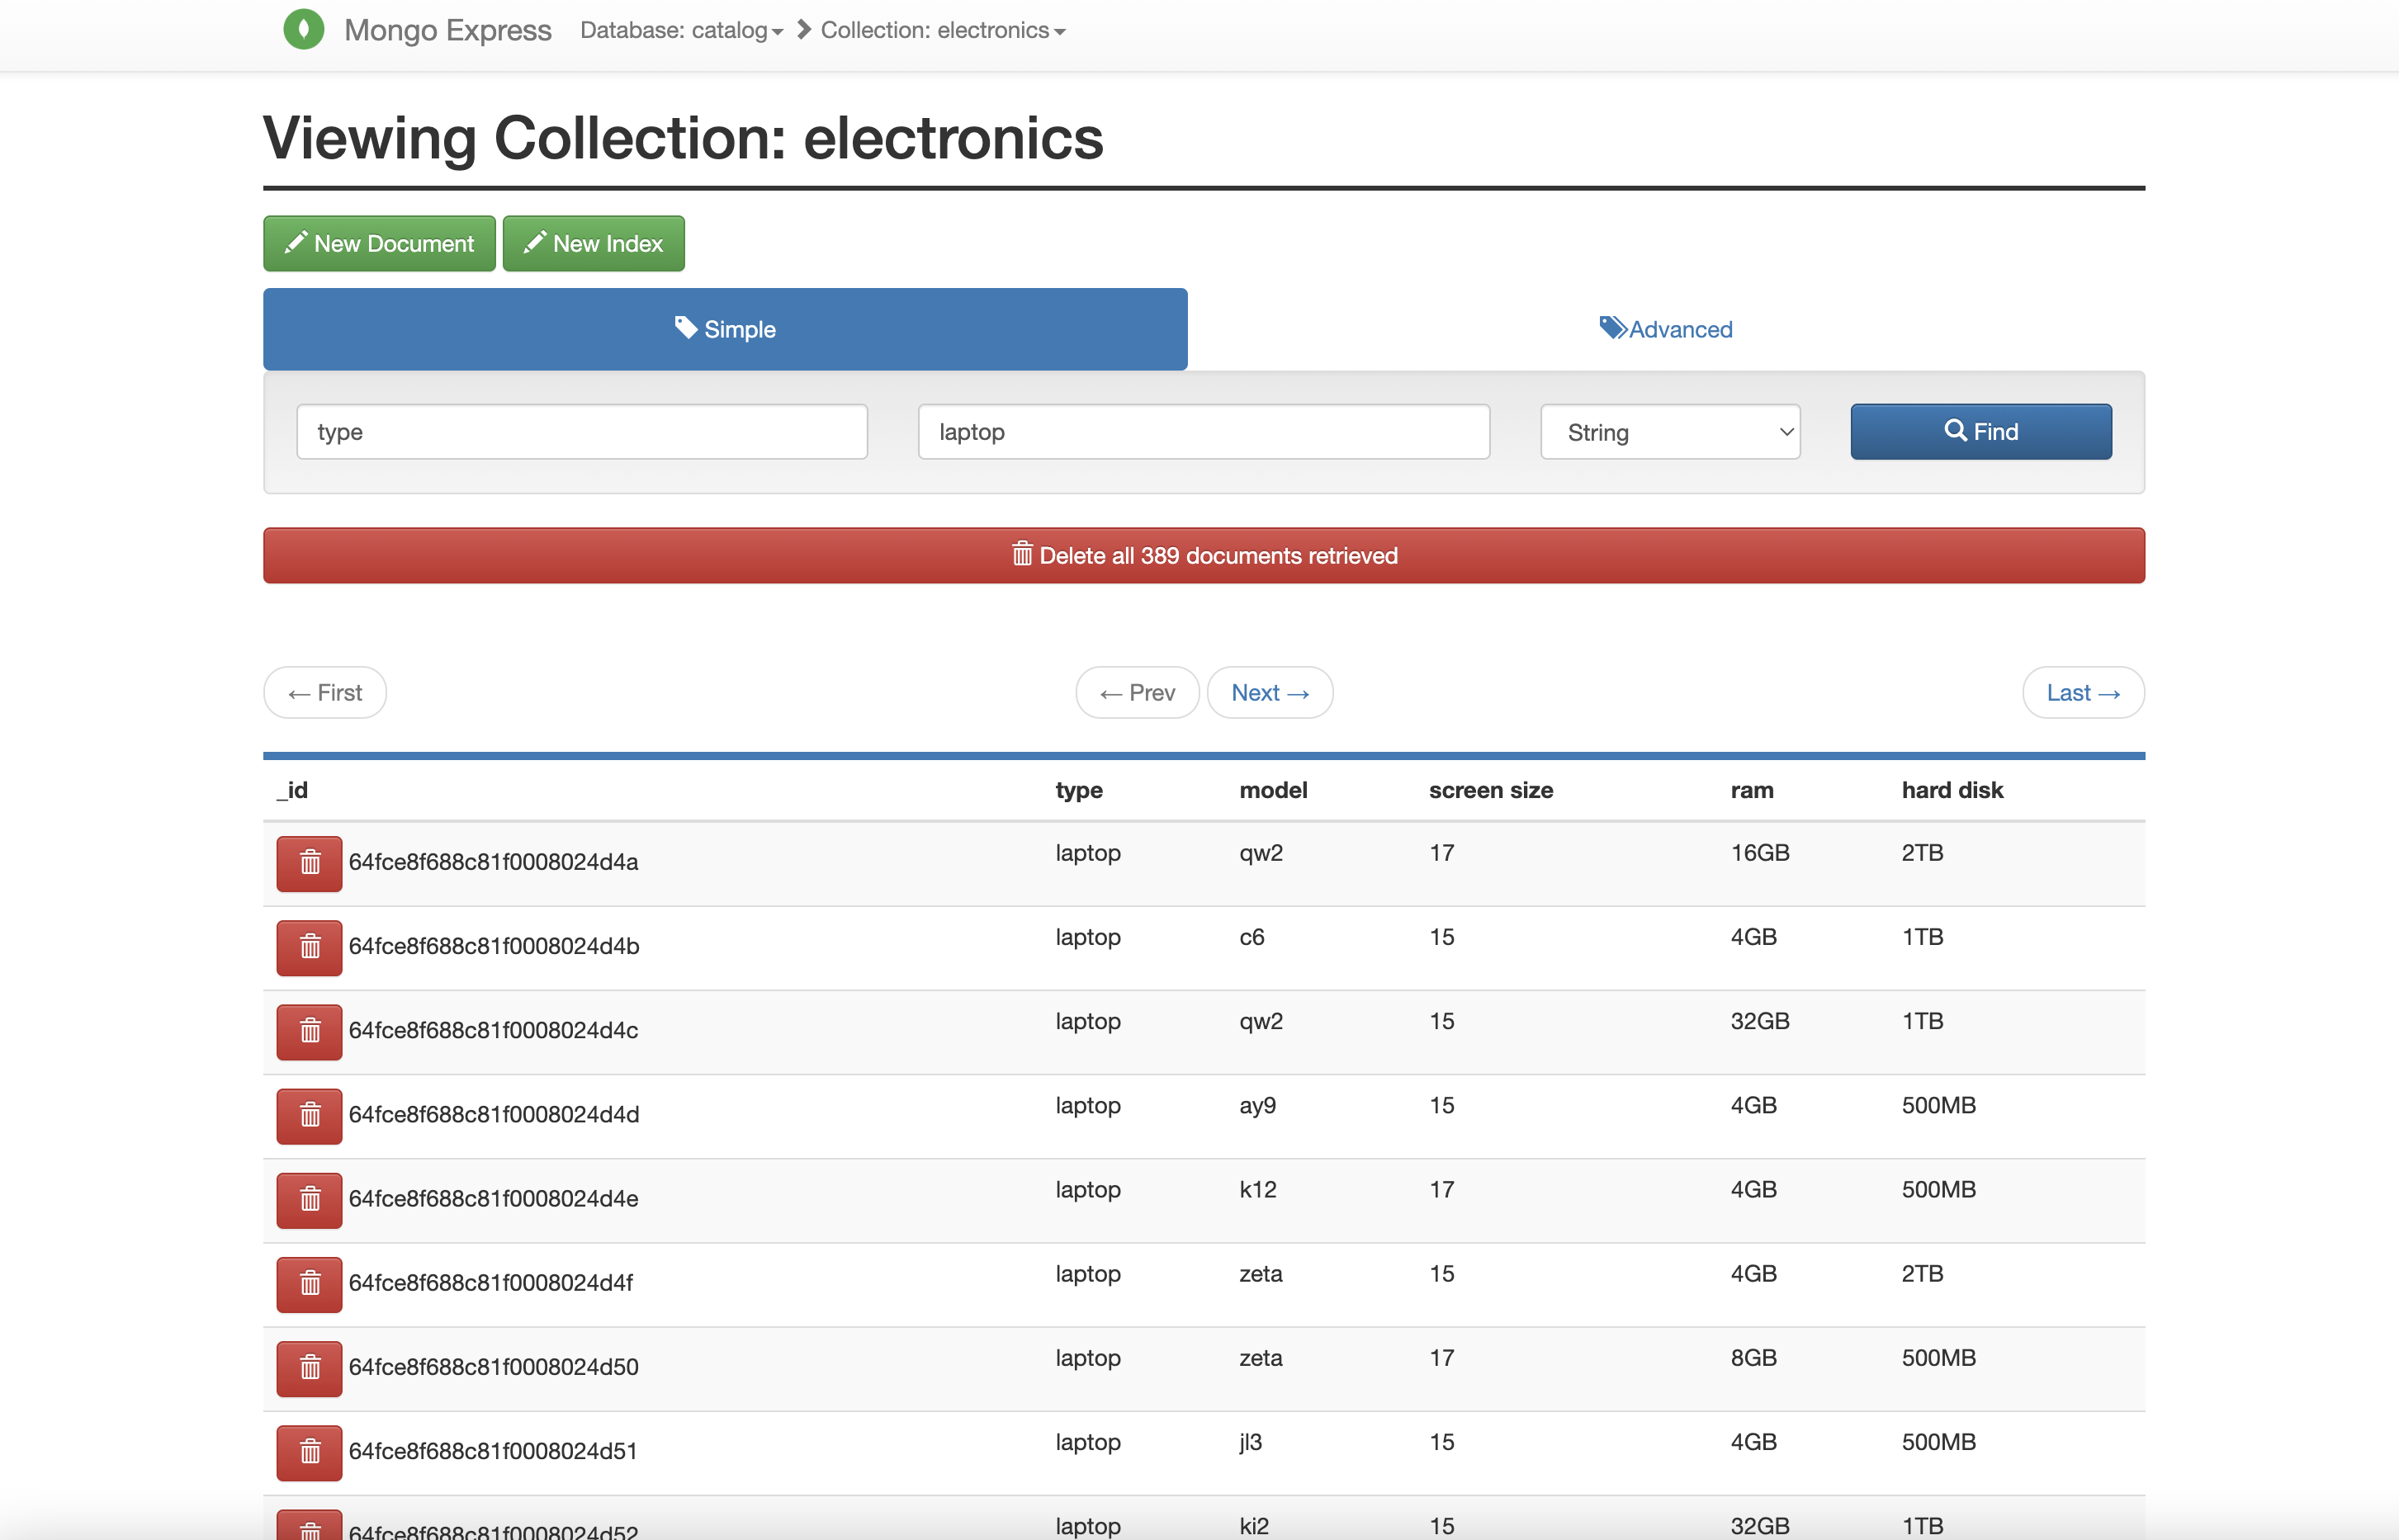 Mongo Express Database: catalog Collection: electronics
Viewing Collection: electronics
New Document New Index
Simple Advanced
type laptop String Find
Delete all 389 documents retrieved
← First ← Prev Next → Last →
_id type model screen size ram hard disk
64fce8f688c81f0008024d4a laptop qw2 17 16GB 2TB
64fce8f688c81f0008024d4b laptop c6 15 4GB 1TB
64fce8f688c81f0008024d4c laptop qw2 15 32GB 1TB
64fce8f688c81f0008024d4d laptop ay9 15 4GB 500MB
64fce8f688c81f0008024d4e laptop k12 17 4GB 500MB
64fce8f688c81f0008024d4f laptop zeta 15 4GB 2TB
64fce8f688c81f0008024d50 laptop zeta 17 8GB 500MB
64fce8f688c81f0008024d51 laptop jl3 15 4GB 500MB
64fce8f688c81f0008024d52 laptop ki2 15 32GB 1TB